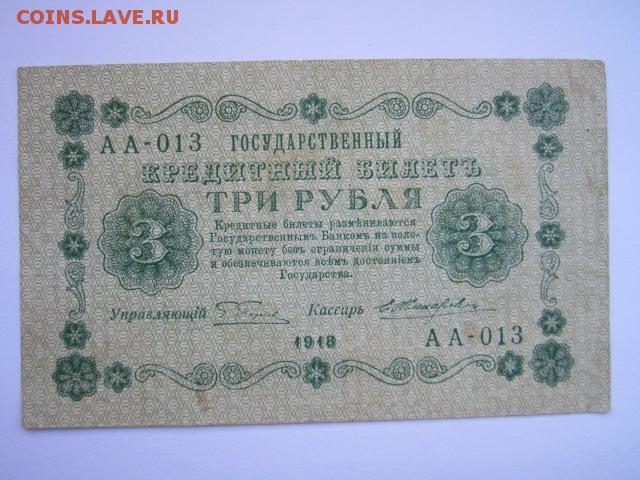 COINS.LAVE.RU
АА-013 ГОСУДАРСТВЕННЫЙ
КРЕДИТНЫЙ БИЛЕТЪ
ТРИ РУБЛЯ
3
3
Кредитные билеты размѣниваются
Государственнымъ Банкомъ на золо-
тую монету безъ ограниченія суммы
и обезпечиваются всѣмъ достояніемъ
Государства.
Управляющій
Кассиръ
1918
АА-013